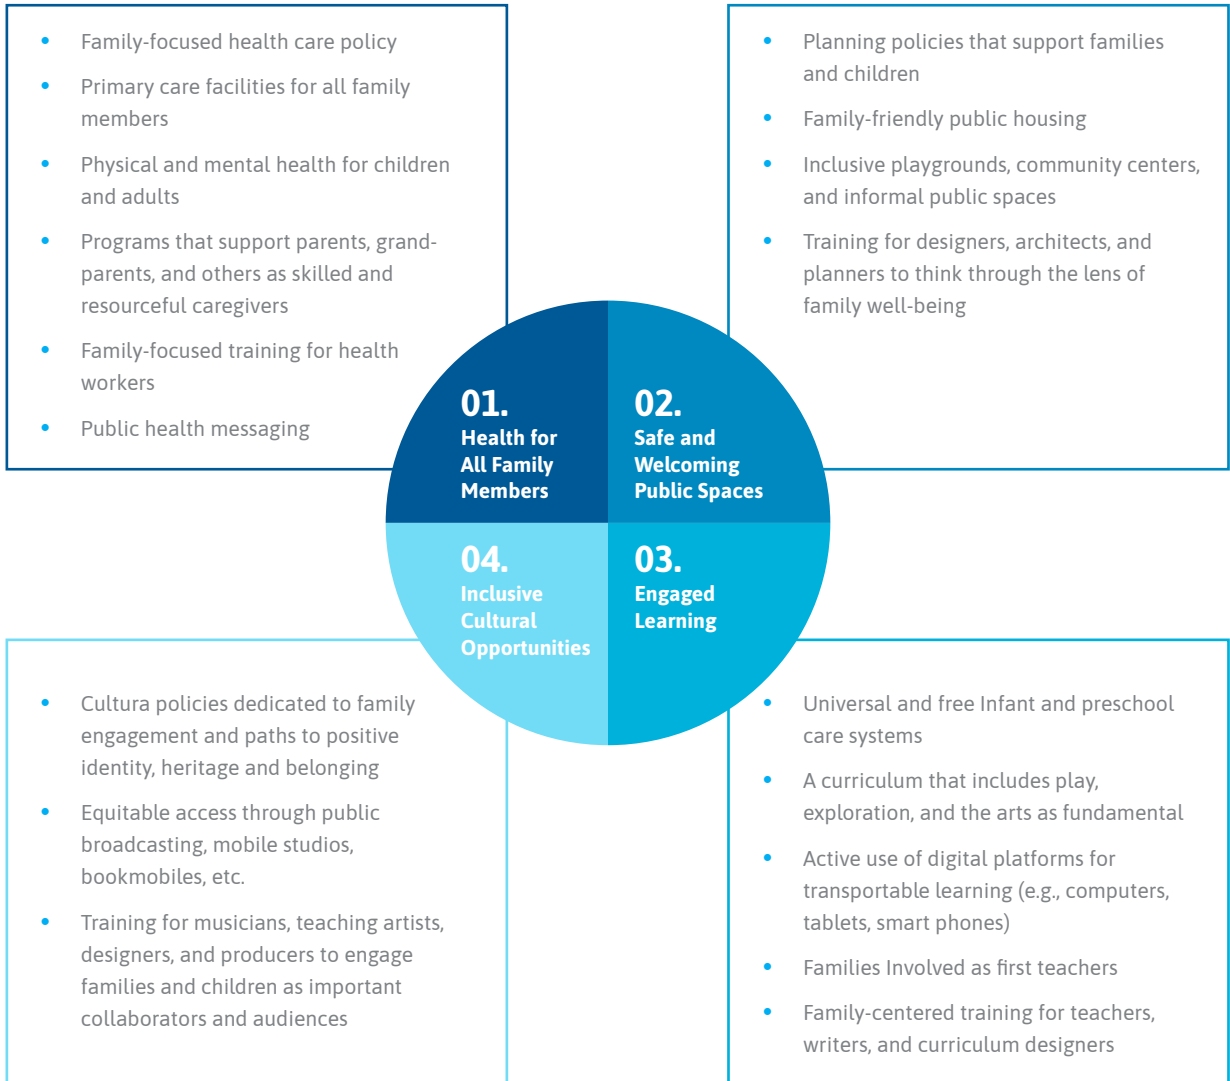 • Family-focused health care policy
• Primary care facilities for all family
members
• Physical and mental health for children
and adults
• Programs that support parents, grand-
parents, and others as skilled and
resourceful caregivers
• Family-focused training for health
workers
• Public health messaging
• Planning policies that support families
and children
• Family-friendly public housing
• Inclusive playgrounds, community centers,
and informal public spaces
• Training for designers, architects, and
planners to think through the lens of
family well-being
01.
Health for
All Family
Members
02.
Safe and
Welcoming
Public Spaces
04.
Inclusive
Cultural
Opportunities
03.
Engaged
Learning
• Cultura policies dedicated to family
engagement and paths to positive
identity, heritage and belonging
• Equitable access through public
broadcasting, mobile studios,
bookmobiles, etc.
• Training for musicians, teaching artists,
designers, and producers to engage
families and children as important
collaborators and audiences
• Universal and free Infant and preschool
care systems
• A curriculum that includes play,
exploration, and the arts as fundamental
• Active use of digital platforms for
transportable learning (e.g., computers,
tablets, smart phones)
• Families Involved as first teachers
• Family-centered training for teachers,
writers, and curriculum designers